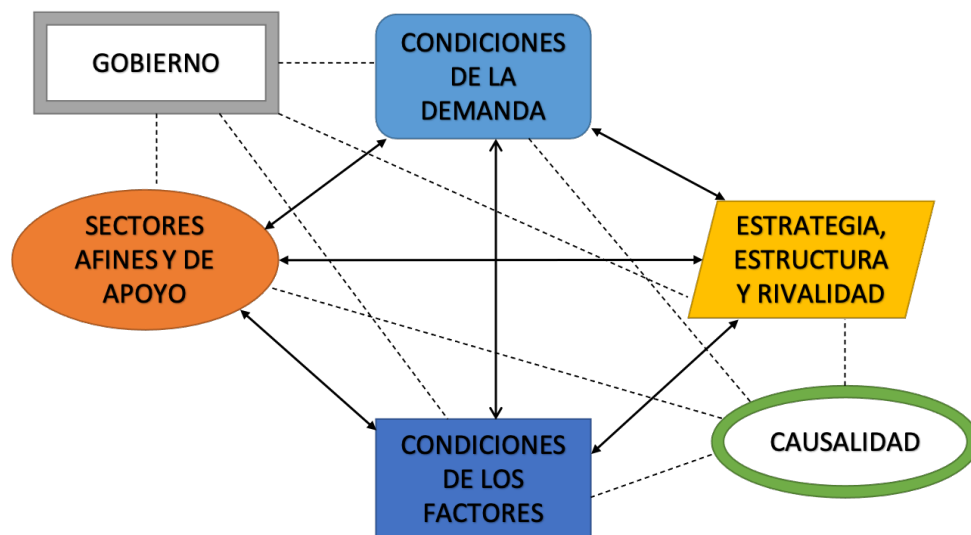 GOBIERNO
CONDICIONES
DE LA
DEMANDA
SECTORES
AFINES Y DE
APOYO
ESTRATEGIA,
ESTRUCTURA
Y RIVALIDAD
CONDICIONES
DE LOS
FACTORES
CAUSALIDAD